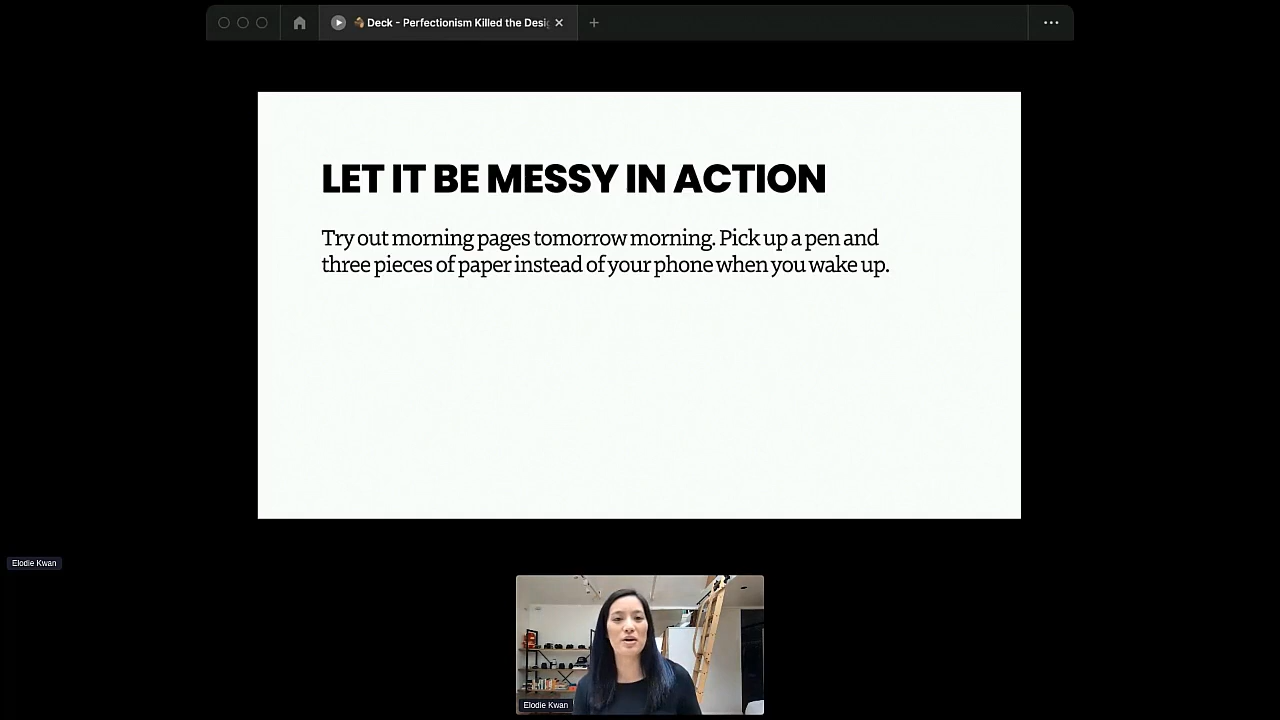 Deck - Perfectionism Killed the Desi
LET IT BE MESSY IN ACTION
Try out morning pages tomorrow morning. Pick up a pen and
three pieces of paper instead of your phone when you wake up.
Elodie Kwan
Elodie Kwan